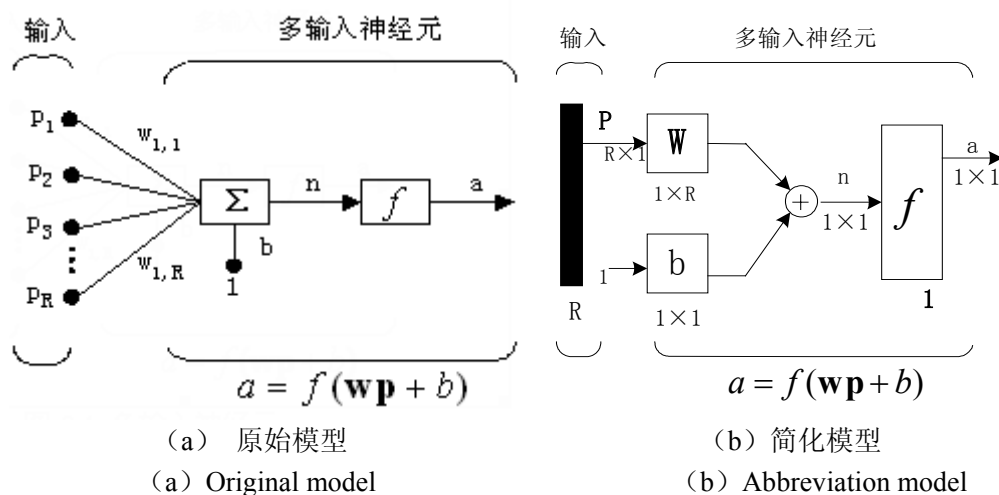 输入
多输入神经元
p1
p2
p3
pR
w1,1
w1,R
Σ
n
f
a
b
1
a = f(wp + b)
(a) 原始模型
(a) Original model
输入
多输入神经元
P
R×1
W
1×R
1
b
1×1
R
+
n
1×1
f
1
a
1×1
a = f(wp + b)
(b) 简化模型
(b) Abbreviation model